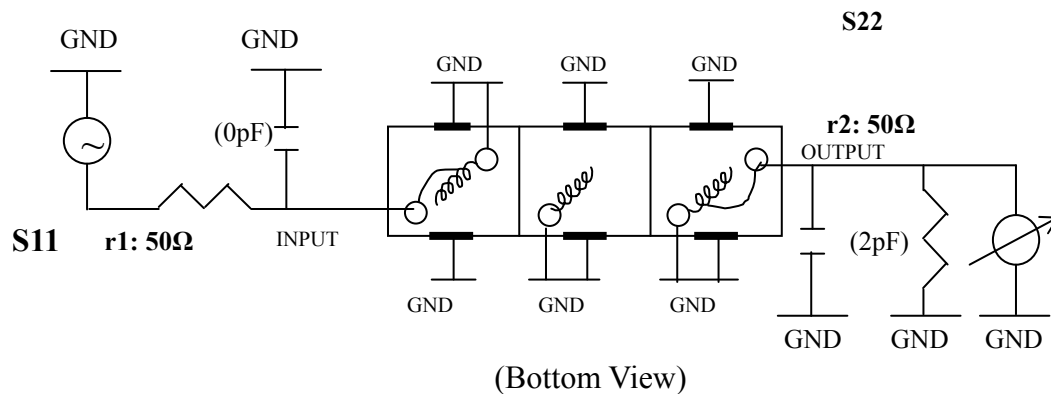 S22
GND
GND
GND
GND
GND
(0pF)
r2: 50Ω
OUTPUT
(2pF)
S11
r1: 50Ω
INPUT
GND
GND
GND
GND
GND
GND
(Bottom View)